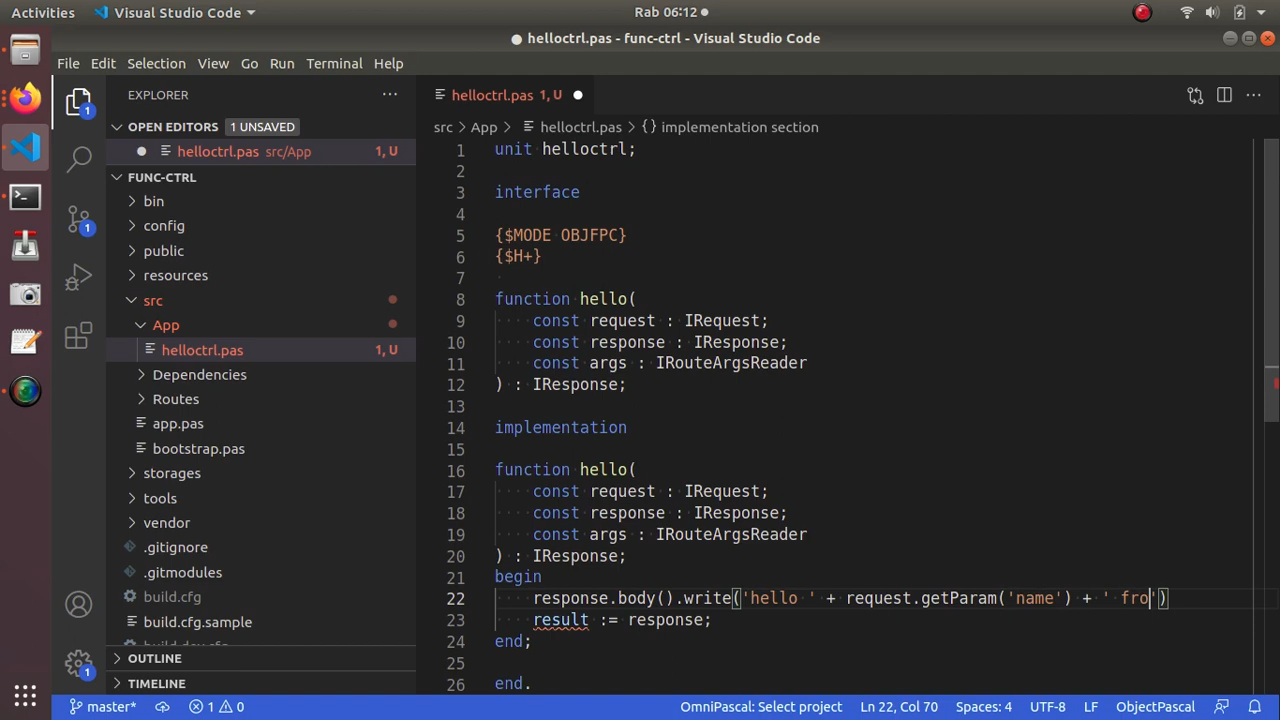 Activities Visual Studio Code Rab 06:12
helloctrl.pas - func-ctrl - Visual Studio Code
File Edit Selection View Go Run Terminal Help
EXPLORER
OPEN EDITORS 1 UNSAVED
helloctrl.pas src/App 1, U
FUNC-CTRL
bin
config
public
resources
src
App
helloctrl.pas 1, U
Dependencies
Routes
app.pas
bootstrap.pas
storages
tools
vendor
.gitignore
.gitmodules
build.cfg
build.cfg.sample
OUTLINE
TIMELINE
1
1
1
helloctrl.pas 1, U
src > App > helloctrl.pas > {} implementation section
1 unit helloctrl;
2
3 interface
4
5 {$MODE OBJFPC}
6 {$H+}
7
8 function hello(
9 const request : IRequest;
10 const response : IResponse;
11 const args : IRouteArgsReader
12 ) : IResponse;
13
14 implementation
15
16 function hello(
17 const request : IRequest;
18 const response : IResponse;
19 const args : IRouteArgsReader
20 ) : IResponse;
21 begin
22 response.body().write('hello ' + request.getParam('name') + ' fro')
23 result := response;
24 end;
25
26 end.
master* 1 0 OmniPascal: Select project Ln 22, Col 70 Spaces: 4 UTF-8 LF ObjectPascal